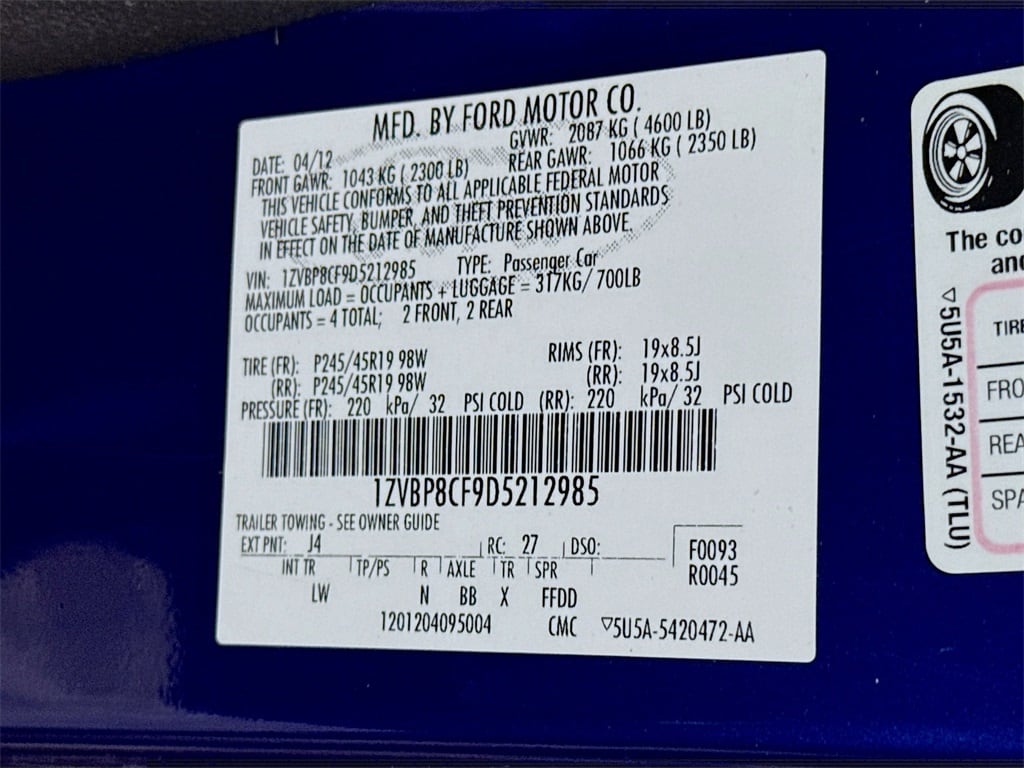 MFD. BY FORD MOTOR CO.
DATE: 04/12 GVWR: 2087 KG ( 4600 LB)
FRONT GAWR: 1043 KG ( 2300 LB) REAR GAWR: 1066 KG ( 2350 LB)
THIS VEHICLE CONFORMS TO ALL APPLICABLE FEDERAL MOTOR
VEHICLE SAFETY, BUMPER, AND THEFT PREVENTION STANDARDS
IN EFFECT ON THE DATE OF MANUFACTURE SHOWN ABOVE.
VIN: 1ZVBP8CF9D5212985 TYPE: Passenger Car
MAXIMUM LOAD = OCCUPANTS + LUGGAGE = 317KG/ 700LB
OCCUPANTS = 4 TOTAL; 2 FRONT, 2 REAR
TIRE (FR): P245/45R19 98W RIMS (FR): 19x8.5J
(RR): P245/45R19 98W (RR): 19x8.5J
PRESSURE (FR): 220 kPa/ 32 PSI COLD (RR): 220 kPa/ 32 PSI COLD
1ZVBP8CF9D5212985
TRAILER TOWING - SEE OWNER GUIDE
EXT PNT: J4 RC: 27 DSO: F0093
INT TR TP/PS R AXLE TR SPR R0045
LW N BB X FFDD
1201204095004 CMC ▽5U5A-5420472-AA
The co
and
▽5U5A-1532-AA (TLU)
TIRE
FRO
REA
SPA